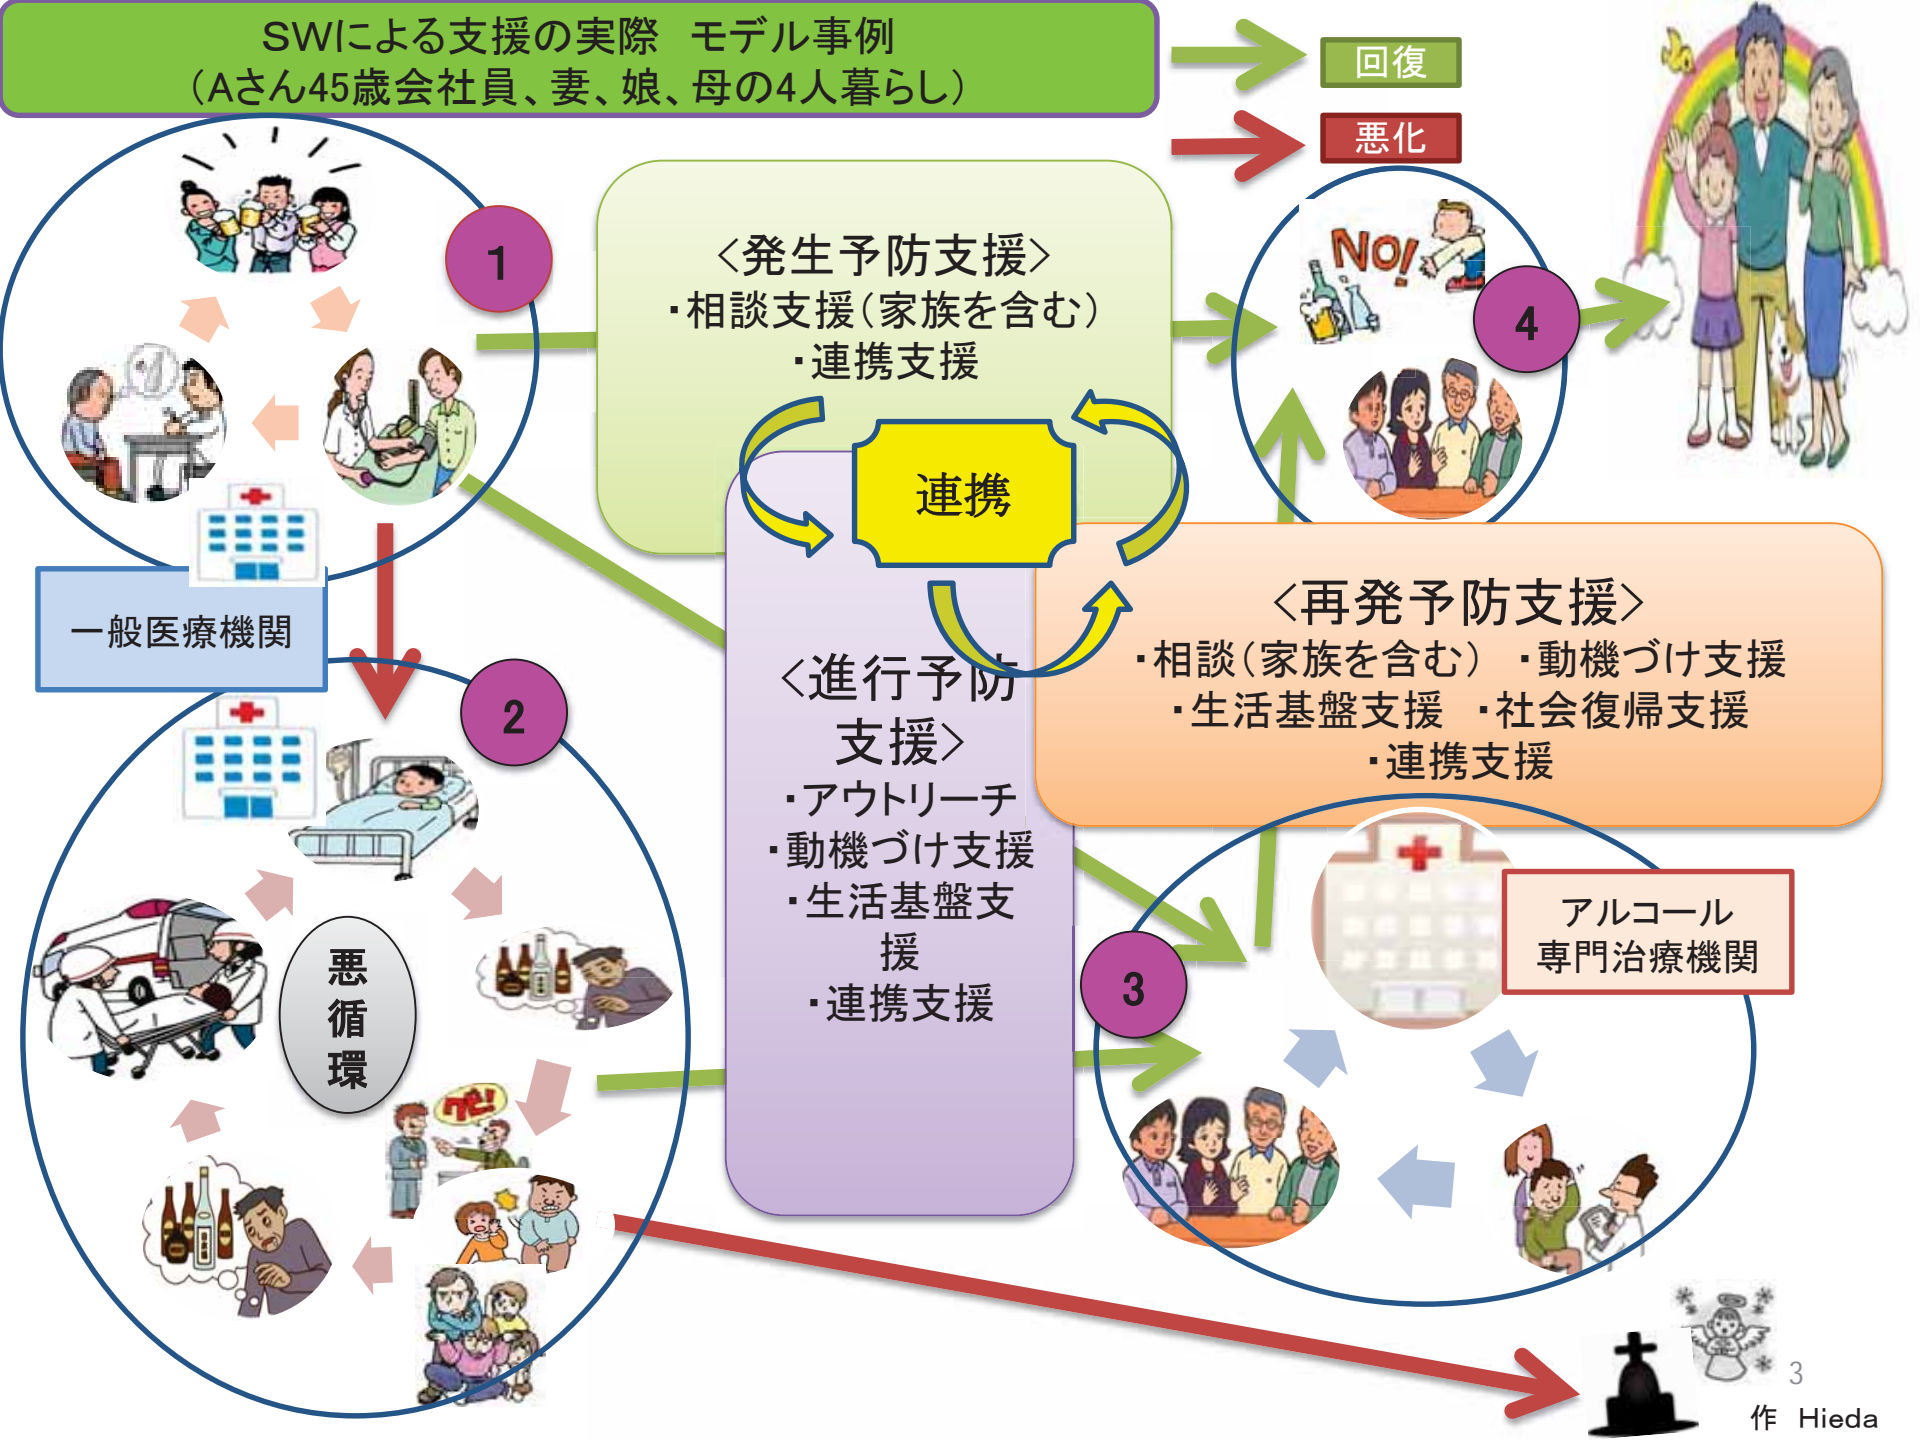 SWによる支援の実際　モデル事例
（Aさん45歳会社員、妻、娘、母の4人暮らし）
回復
悪化
1
<発生予防支援>
・相談支援（家族を含む）
・連携支援
NO!
4
連携
一般医療機関
<再発予防支援>
・相談（家族を含む）　・動機づけ支援
・生活基盤支援　・社会復帰支援
・連携支援
2
<進行予防
支援>
・アウトリーチ
・動機づけ支援
・生活基盤支
援
・連携支援
悪
循
環
クビ!
3
アルコール
専門治療機関
3
作　Hieda